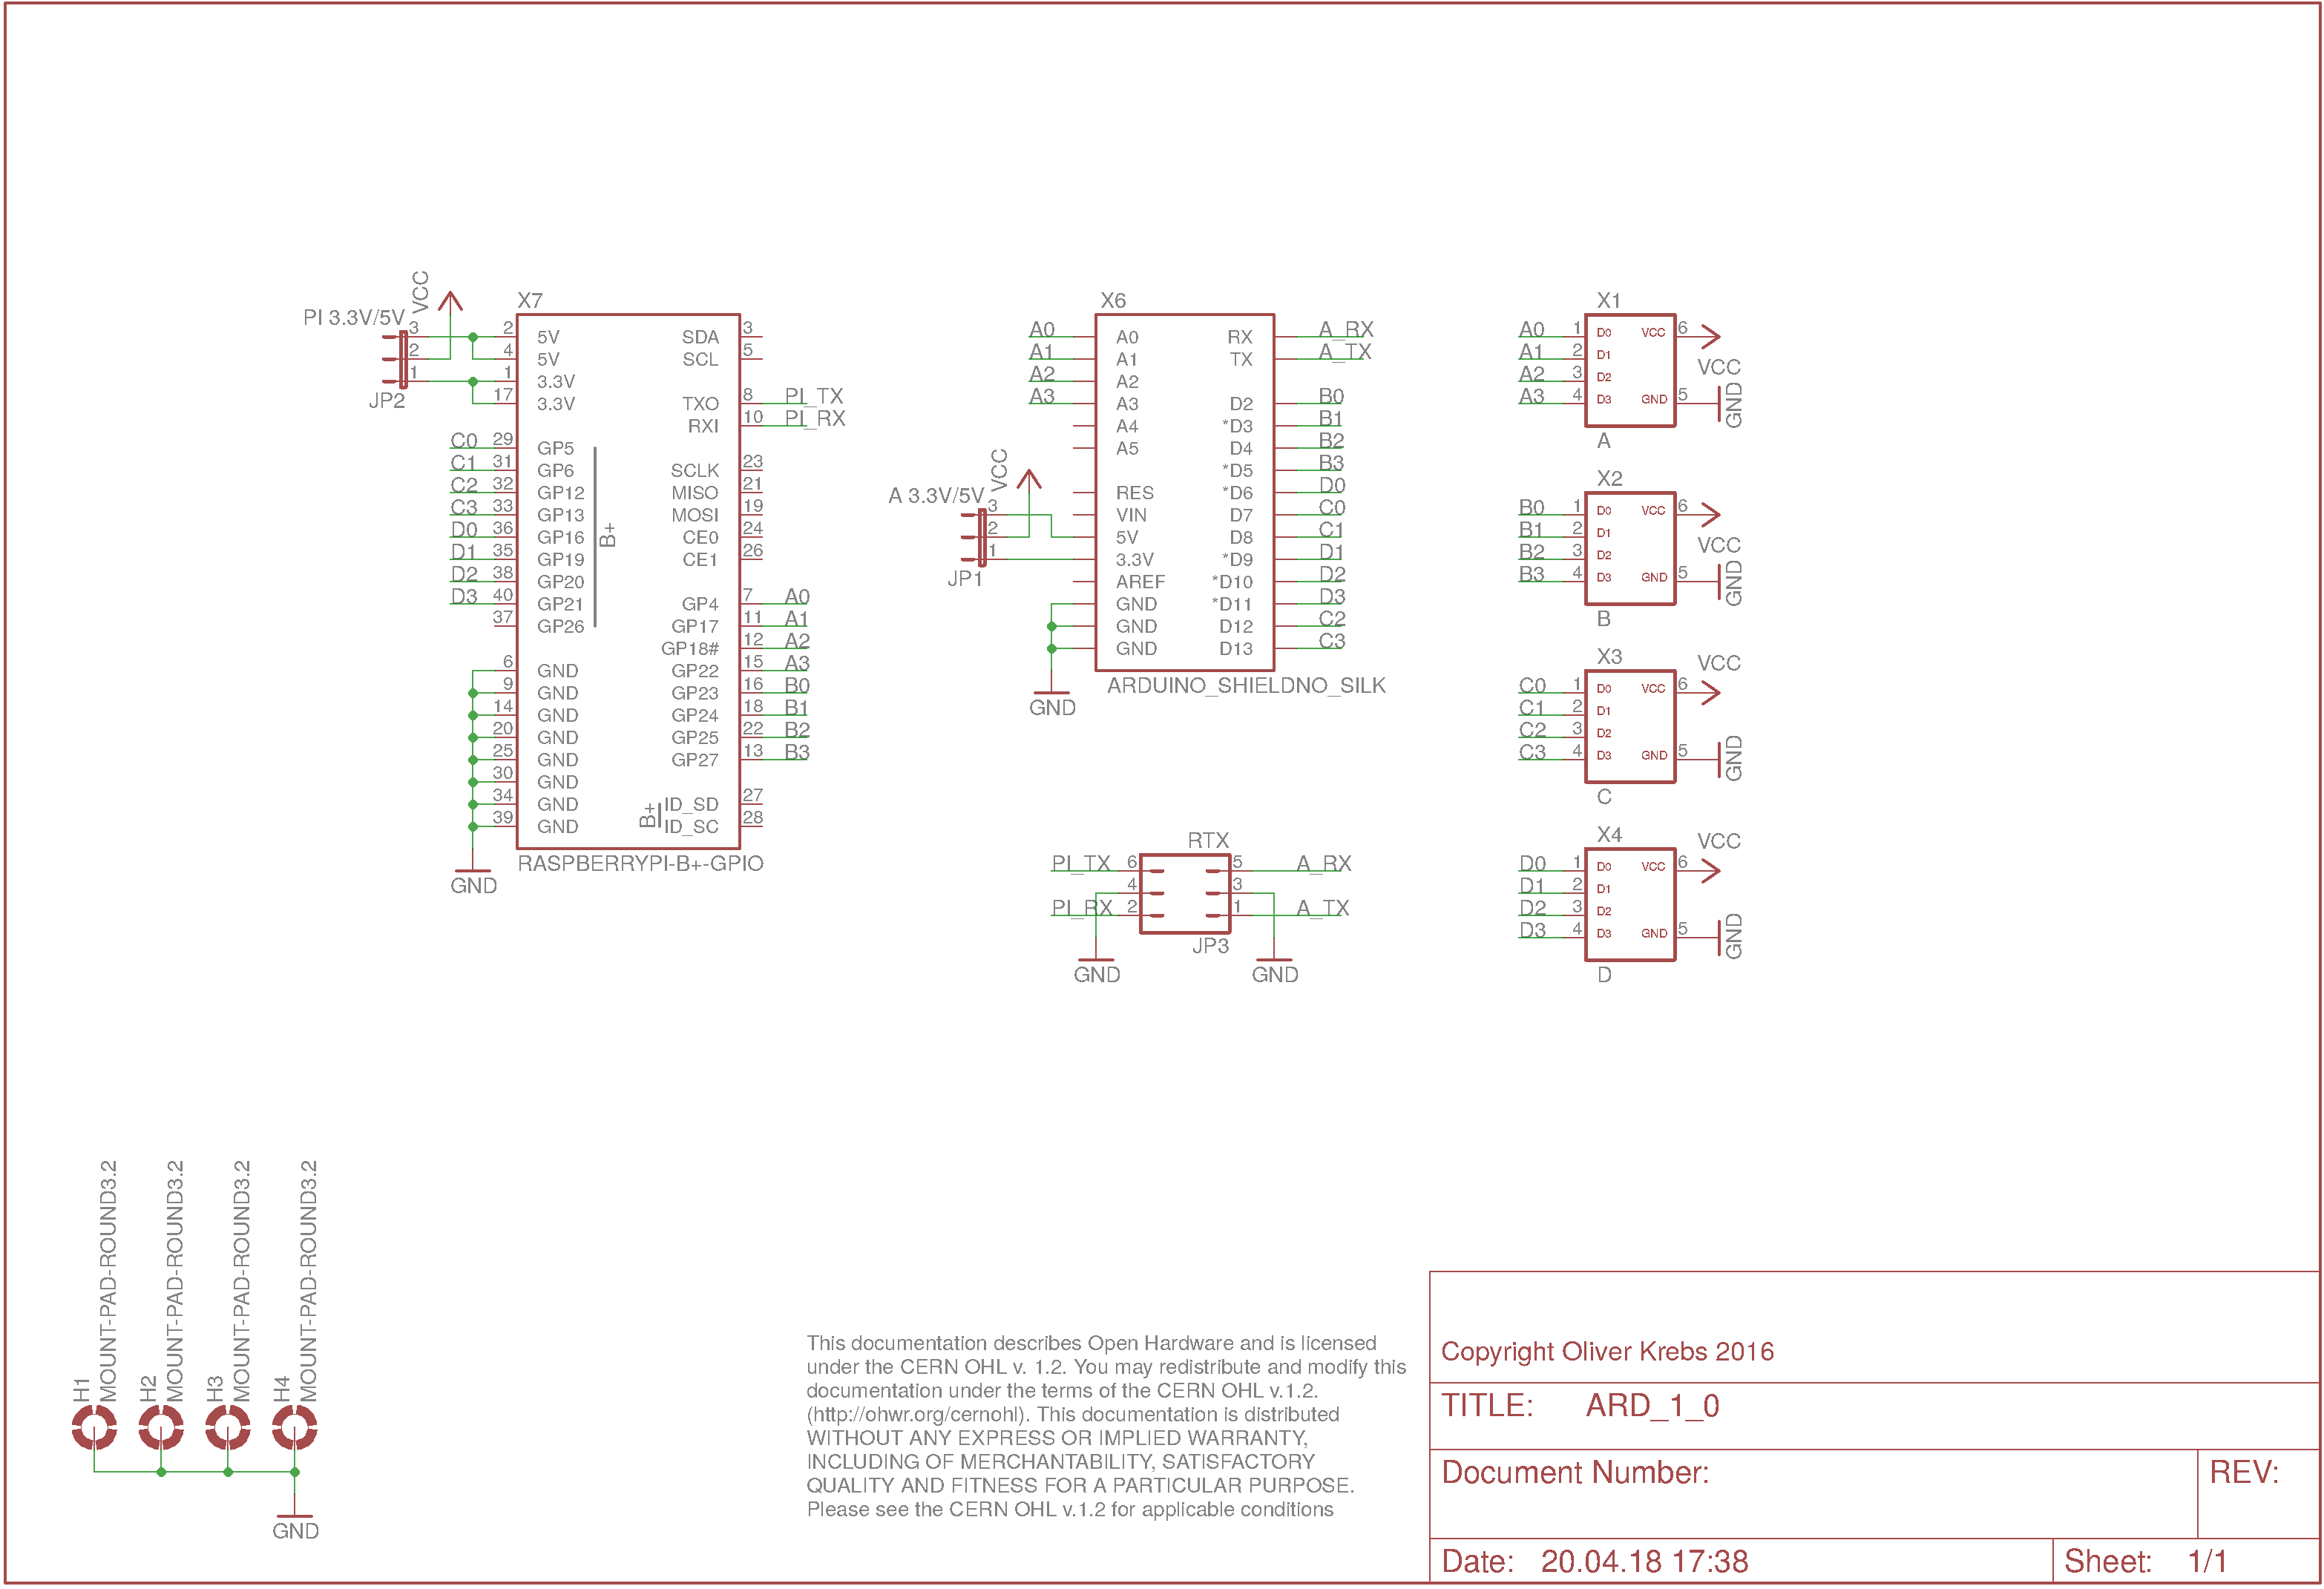 PI 3.3V/5V
VCC
3
2
1
JP2
X7
2 5V
4 5V
1 3.3V
17 3.3V
C0 29 GP5
C1 31 GP6
C2 32 GP12
C3 33 GP13
D0 36 GP16
D1 35 GP19
D2 38 GP20
D3 40 GP21
37 GP26
B+
6 GND
9 GND
14 GND
20 GND
25 GND
30 GND
34 GND
39 GND
GND
SDA 3
SCL 5
TXO 8 PI_TX
RXI 10 PI_RX
SCLK 23
MISO 21
MOSI 19
CE0 24
CE1 26
GP4 7 A0
GP17 11 A1
GP18# 12 A2
GP22 15 A3
GP23 16 B0
GP24 18 B1
GP25 22 B2
GP27 13 B3
B+
ID_SD 27
ID_SC 28
RASPBERRYPI-B+-GPIO
X6
A0 A0
A1 A1
A2 A2
A3 A3
A4
A5
A 3.3V/5V
VCC
3
2
1
JP1
RES
VIN
5V
3.3V
AREF
GND
GND
GND
GND
RX A_RX
TX A_TX
D2 B0
*D3 B1
D4 B2
*D5 B3
*D6 D0
D7 C0
D8 C1
*D9 D1
*D10 D2
*D11 D3
D12 C2
D13 C3
ARDUINO_SHIELDNO_SILK
RTX
PI_TX 6 5 A_RX
4 3
PI_RX 2 1 A_TX
JP3
GND GND
X1
A0 1 D0 VCC 6
A1 2 D1
VCC
A2 3 D2
A3 4 D3 GND 5 GND
A
X2
B0 1 D0 VCC 6
B1 2 D1
VCC
B2 3 D2
B3 4 D3 GND 5 GND
B
X3
VCC
C0 1 D0 VCC 6
C1 2 D1
C2 3 D2
C3 4 D3 GND 5 GND
C
X4
VCC
D0 1 D0 VCC 6
D1 2 D1
D2 3 D2
D3 4 D3 GND 5 GND
D
H1
MOUNT-PAD-ROUND3.2
H2
MOUNT-PAD-ROUND3.2
H3
MOUNT-PAD-ROUND3.2
H4
MOUNT-PAD-ROUND3.2
GND
This documentation describes Open Hardware and is licensed
under the CERN OHL v. 1.2. You may redistribute and modify this
documentation under the terms of the CERN OHL v.1.2.
(http://ohwr.org/cernohl). This documentation is distributed
WITHOUT ANY EXPRESS OR IMPLIED WARRANTY,
INCLUDING OF MERCHANTABILITY, SATISFACTORY
QUALITY AND FITNESS FOR A PARTICULAR PURPOSE.
Please see the CERN OHL v.1.2 for applicable conditions
Copyright Oliver Krebs 2016
TITLE: ARD_1_0
Document Number:
REV:
Date: 20.04.18 17:38
Sheet: 1/1